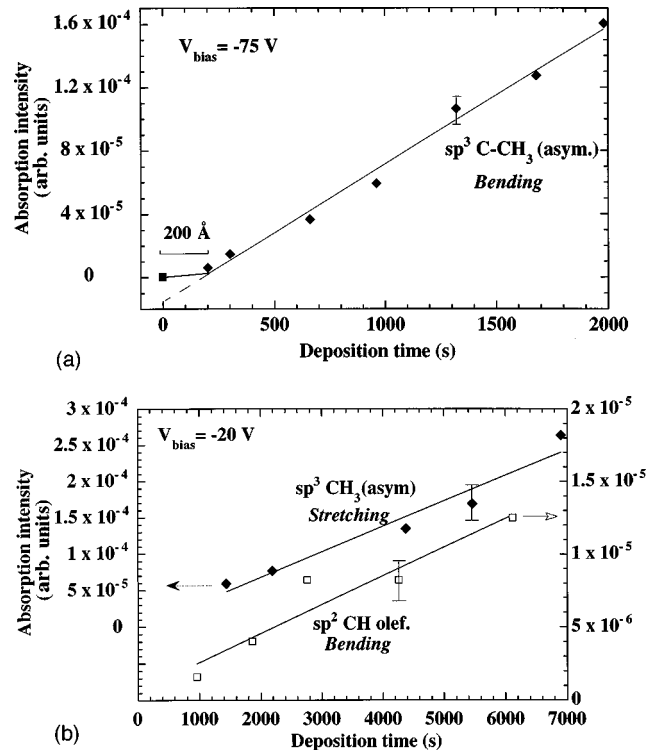 1.6 x 10⁻⁴
1.2 x 10⁻⁴
8 x 10⁻⁵
4 x 10⁻⁵
0
Absorption intensity
(arb. units)
V_bias= -75 V
200 Å
sp³ C-CH₃ (asym.)
Bending
0 500 1000 1500 2000
Deposition time (s)
(a)
3 x 10⁻⁴
2.5 x 10⁻⁴
2 x 10⁻⁴
1.5 x 10⁻⁴
1 x 10⁻⁴
5 x 10⁻⁵
0
Absorption intensity
(arb. units)
V_bias= -20 V
sp³ CH₃ (asym)
Stretching
sp² CH olef.
Bending
2 x 10⁻⁵
1.5 x 10⁻⁵
1 x 10⁻⁵
5 x 10⁻⁶
0
0 1000 2000 3000 4000 5000 6000 7000
Deposition time (s)
(b)